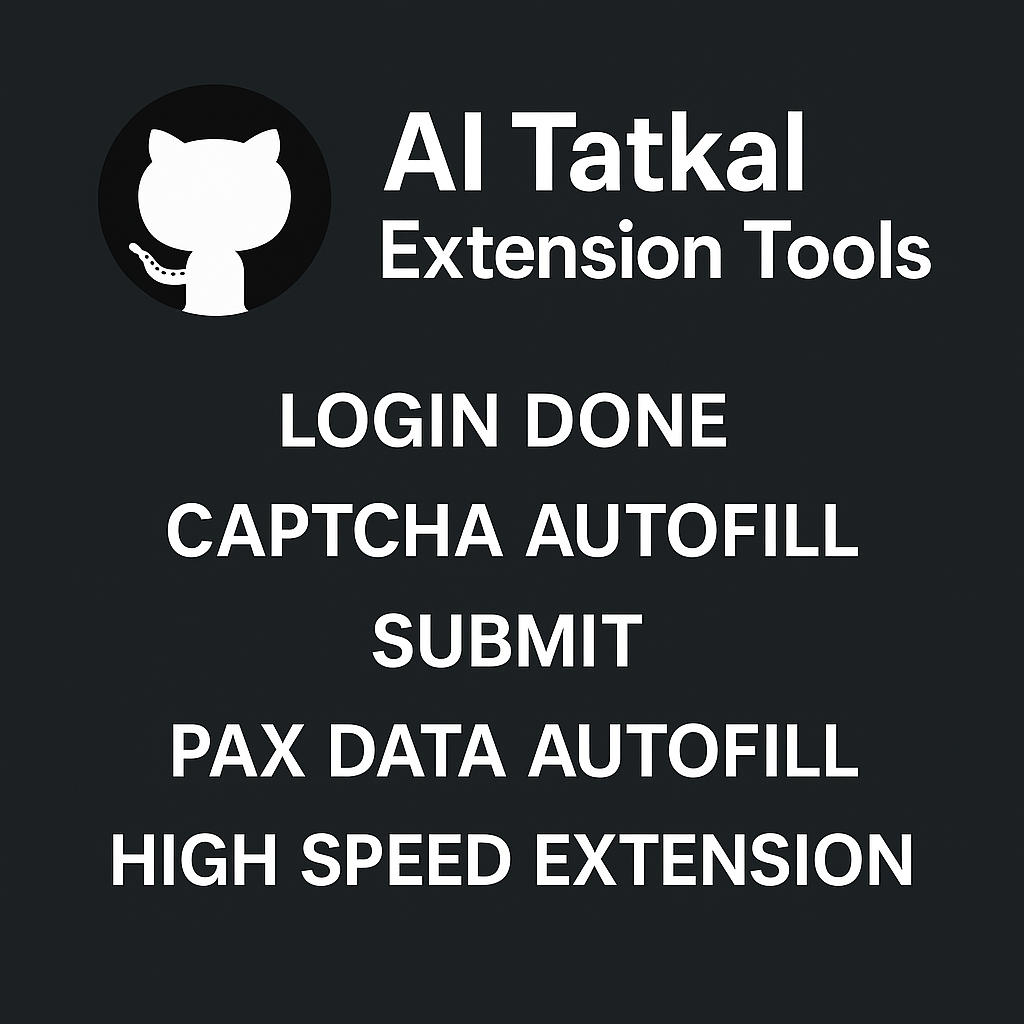 AI Tatkal
Extension Tools
LOGIN DONE
CAPTCHA AUTOFILL
SUBMIT
PAX DATA AUTOFILL
HIGH SPEED EXTENSION